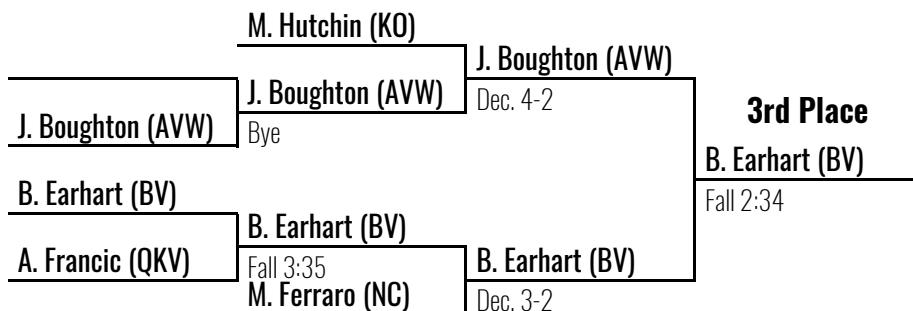 M. Hutchin (KO)
J. Boughton (AVW)
J. Boughton (AVW)
Dec. 4-2
3rd Place
J. Boughton (AVW)
Bye
B. Earhart (BV)
Fall 2:34
B. Earhart (BV)
B. Earhart (BV)
A. Francic (QKV)
Fall 3:35
B. Earhart (BV)
M. Ferraro (NC)
Dec. 3-2